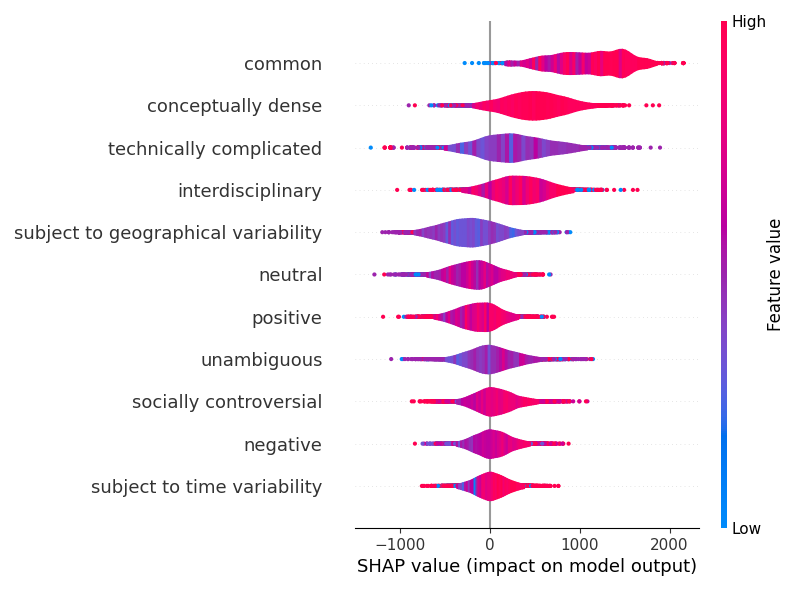 High
common
conceptually dense
technically complicated
interdisciplinary
subject to geographical variability
neutral
positive
unambiguous
socially controversial
negative
subject to time variability
Feature value
Low
−1000 0 1000 2000
SHAP value (impact on model output)